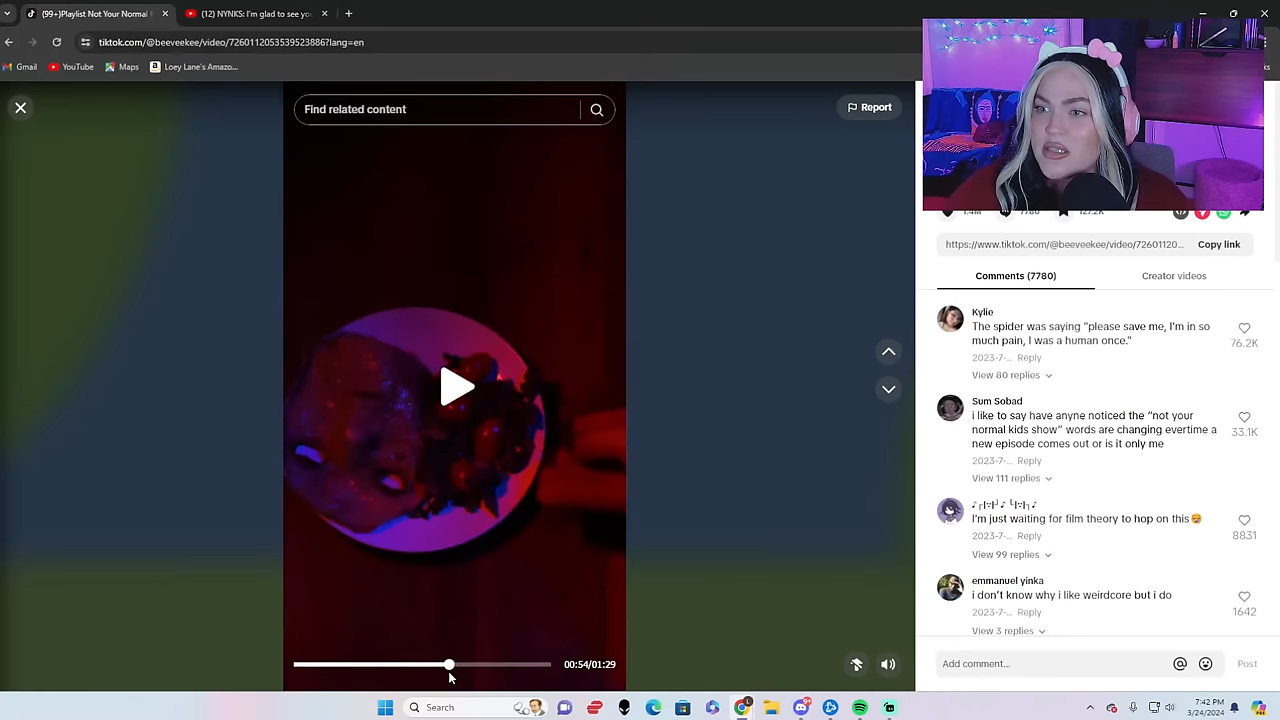 (99+)Playlist Not Your Normal
(12) NYNKS: I'm glad to see yo
tiktok.com/@beeveekee/video/7260112035539523886?lang=en
Gmail
YouTube
Maps
Loey Lane's Amazo...
Find related content
Report
1.4M
7780
127.2K
https://www.tiktok.com/@beeveekee/video/72601120...
Copy link
Comments (7780)
Creator videos
Kylie
The spider was saying "please save me, I'm in so
much pain, I was a human once."
76.2K
2023-7-... Reply
View 80 replies
Sum Sobad
i like to say have anyne noticed the "not your
normal kids show" words are changing evertime a
new episode comes out or is it only me
33.1K
2023-7-... Reply
View 111 replies
I'm just waiting for film theory to hop on this
8831
2023-7-... Reply
View 99 replies
emmanuel yinka
i don't know why i like weirdcore but i do
1642
2023-7-... Reply
View 3 replies
00:54/01:29
Add comment...
Post
Search
7:42 PM
3/24/2024